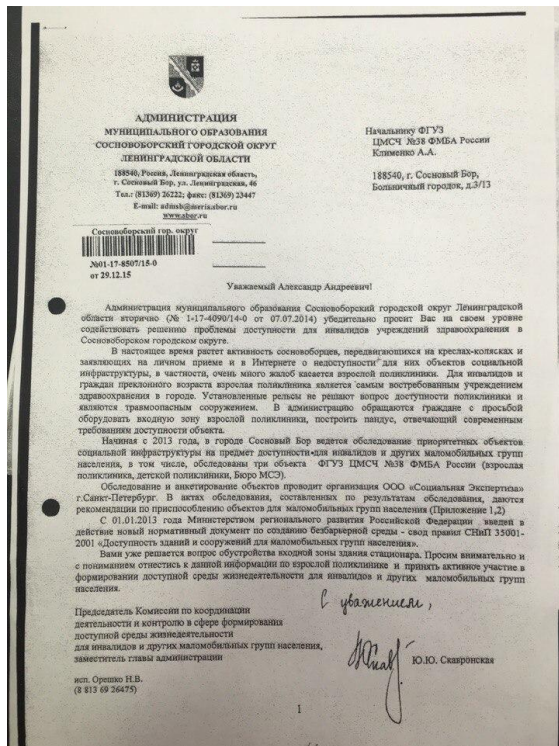 АДМИНИСТРАЦИЯ
МУНИЦИПАЛЬНОГО ОБРАЗОВАНИЯ
СОСНОВОБОРСКИЙ ГОРОДСКОЙ ОКРУГ
ЛЕНИНГРАДСКОЙ ОБЛАСТИ
188540, Россия, Ленинградская область,
г. Сосновый Бор, ул. Ленинградская, 46
Тел.: (81369) 26222; факс: (81369) 23447
E-mail: admsb@meria.sbor.ru
www.sbor.ru
Сосновоборский гор. округ
№01-17-8507/15-0
от 29.12.15
Начальнику ФГУЗ
ЦМСЧ №38 ФМБА России
Клименко А.А.
188540, г. Сосновый Бор,
Больничный городок, д.3/13
Уважаемый Александр Андреевич!
Администрация муниципального образования Сосновоборский городской округ Ленинградской
области вторично (№ 1-17-4090/14-0 от 07.07.2014) убедительно просит Вас на своем уровне
содействовать решению проблемы доступности для инвалидов учреждений здравоохранения в
Сосновоборском городском округе.
В настоящее время растет активность сосновоборцев, передвигающихся на креслах-колясках и
заявляющих на личном приеме и в Интернете о недоступности для них объектов социальной
инфраструктуры, в частности, очень много жалоб касается взрослой поликлиники. Для инвалидов и
граждан преклонного возраста взрослая поликлиника является самым востребованным учреждением
здравоохрнения в городе. Установленные рельсы не решают вопрос доступности поликлиники и
являются травмоопасным сооружением. В администрацию обращаются граждане с просьбой
оборудовать входную зону взрослой поликлиники, построить пандус, отвечающий современным
требованиям доступности объекта.
Начиная с 2013 года, в городе Сосновый Бор ведется обследование приоритетных объектов
социальной инфраструктуры на предмет доступности для инвалидов и других маломобильных групп
населения, в том числе, обследованы три объекта ФГУЗ ЦМСЧ №38 ФМБА России (взрослая
поликлиника, детской поликлиники, Бюро МСЭ).
Обследование и анкетирование объектов проводит организация ООО «Социальная Экспертиза»
г.Санкт-Петербург. В актах обследования, составленных по результатам обследования, даются
рекомендации по приспособлению объектов для маломобильных групп населения (Приложение 1,2)
С 01.01.2013 года Министерством регионального развития Российской Федерации введен в
действие новый нормативный документ по созданию безбарьерной среды - свод правил СНиП 35001-
2001 «Доступность зданий и сооружений для маломобильных групп населения».
Вами уже решается вопрос обустройства входной зоны здания стационара. Просим внимательно и
с пониманием отнестись к данной информации по взрослой поликлинике и принять активное участие в
формировании доступной среды жизнедеятельности для инвалидов и других маломобильных групп
населения.
С уважением,
Председатель Комиссии по координации
деятельности и контролю в сфере формирования
доступной среды жизнедеятельности
для инвалидов и других маломобильных групп населения,
заместитель главы администрации
Ю.Ю. Скавронская
исп. Орешко Н.В.
(8 813 69 26475)
1